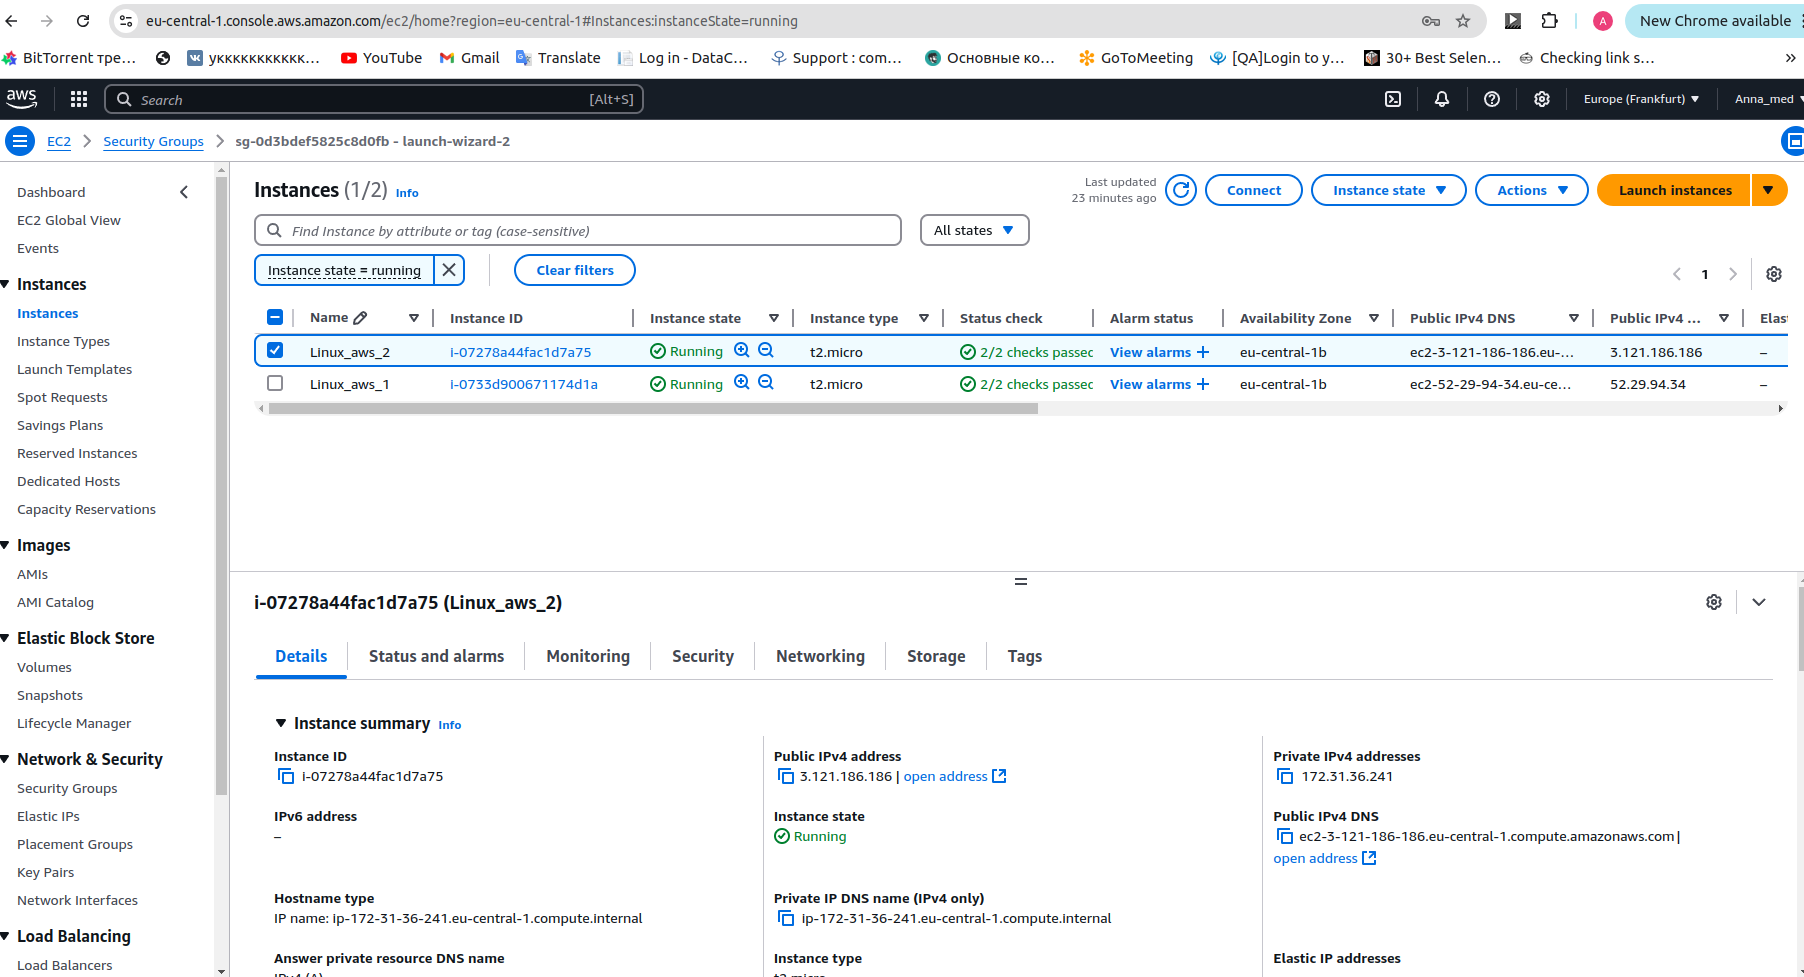 eu-central-1.console.aws.amazon.com/ec2/home?region=eu-central-1#Instances:instanceState=running
A
New Chrome available
BitTorrent тре...
укккккккккккк...
YouTube
Gmail
Translate
Log in - DataC...
Support : com...
Основные ко...
GoToMeeting
[QA]Login to y...
30+ Best Selen...
Checking link s...
aws
Search
[Alt+S]
Europe (Frankfurt)
Anna_med
EC2
Security Groups
sg-0d3bdef5825c8d0fb - launch-wizard-2
Dashboard
EC2 Global View
Events
Instances
Instances
Instance Types
Launch Templates
Spot Requests
Savings Plans
Reserved Instances
Dedicated Hosts
Capacity Reservations
Images
AMIs
AMI Catalog
Elastic Block Store
Volumes
Snapshots
Lifecycle Manager
Network & Security
Security Groups
Elastic IPs
Placement Groups
Key Pairs
Network Interfaces
Load Balancing
Load Balancers
Instances (1/2) Info
Last updated
23 minutes ago
Connect
Instance state
Actions
Launch instances
Find Instance by attribute or tag (case-sensitive)
All states
Instance state = running
Clear filters
1
Name Instance ID Instance state Instance type Status check Alarm status Availability Zone Public IPv4 DNS Public IPv4 ... Elas
Linux_aws_2 i-07278a44fac1d7a75 Running t2.micro 2/2 checks passec View alarms + eu-central-1b ec2-3-121-186-186.eu-... 3.121.186.186 –
Linux_aws_1 i-0733d900671174d1a Running t2.micro 2/2 checks passec View alarms + eu-central-1b ec2-52-29-94-34.eu-ce... 52.29.94.34 –
i-07278a44fac1d7a75 (Linux_aws_2)
Details
Status and alarms
Monitoring
Security
Networking
Storage
Tags
Instance summary Info
Instance ID
i-07278a44fac1d7a75
Public IPv4 address
3.121.186.186 | open address
Private IPv4 addresses
172.31.36.241
IPv6 address
–
Instance state
Running
Public IPv4 DNS
ec2-3-121-186-186.eu-central-1.compute.amazonaws.com |
open address
Hostname type
IP name: ip-172-31-36-241.eu-central-1.compute.internal
Private IP DNS name (IPv4 only)
ip-172-31-36-241.eu-central-1.compute.internal
Answer private resource DNS name
IPv4 (A)
Instance type
t2.micro
Elastic IP addresses